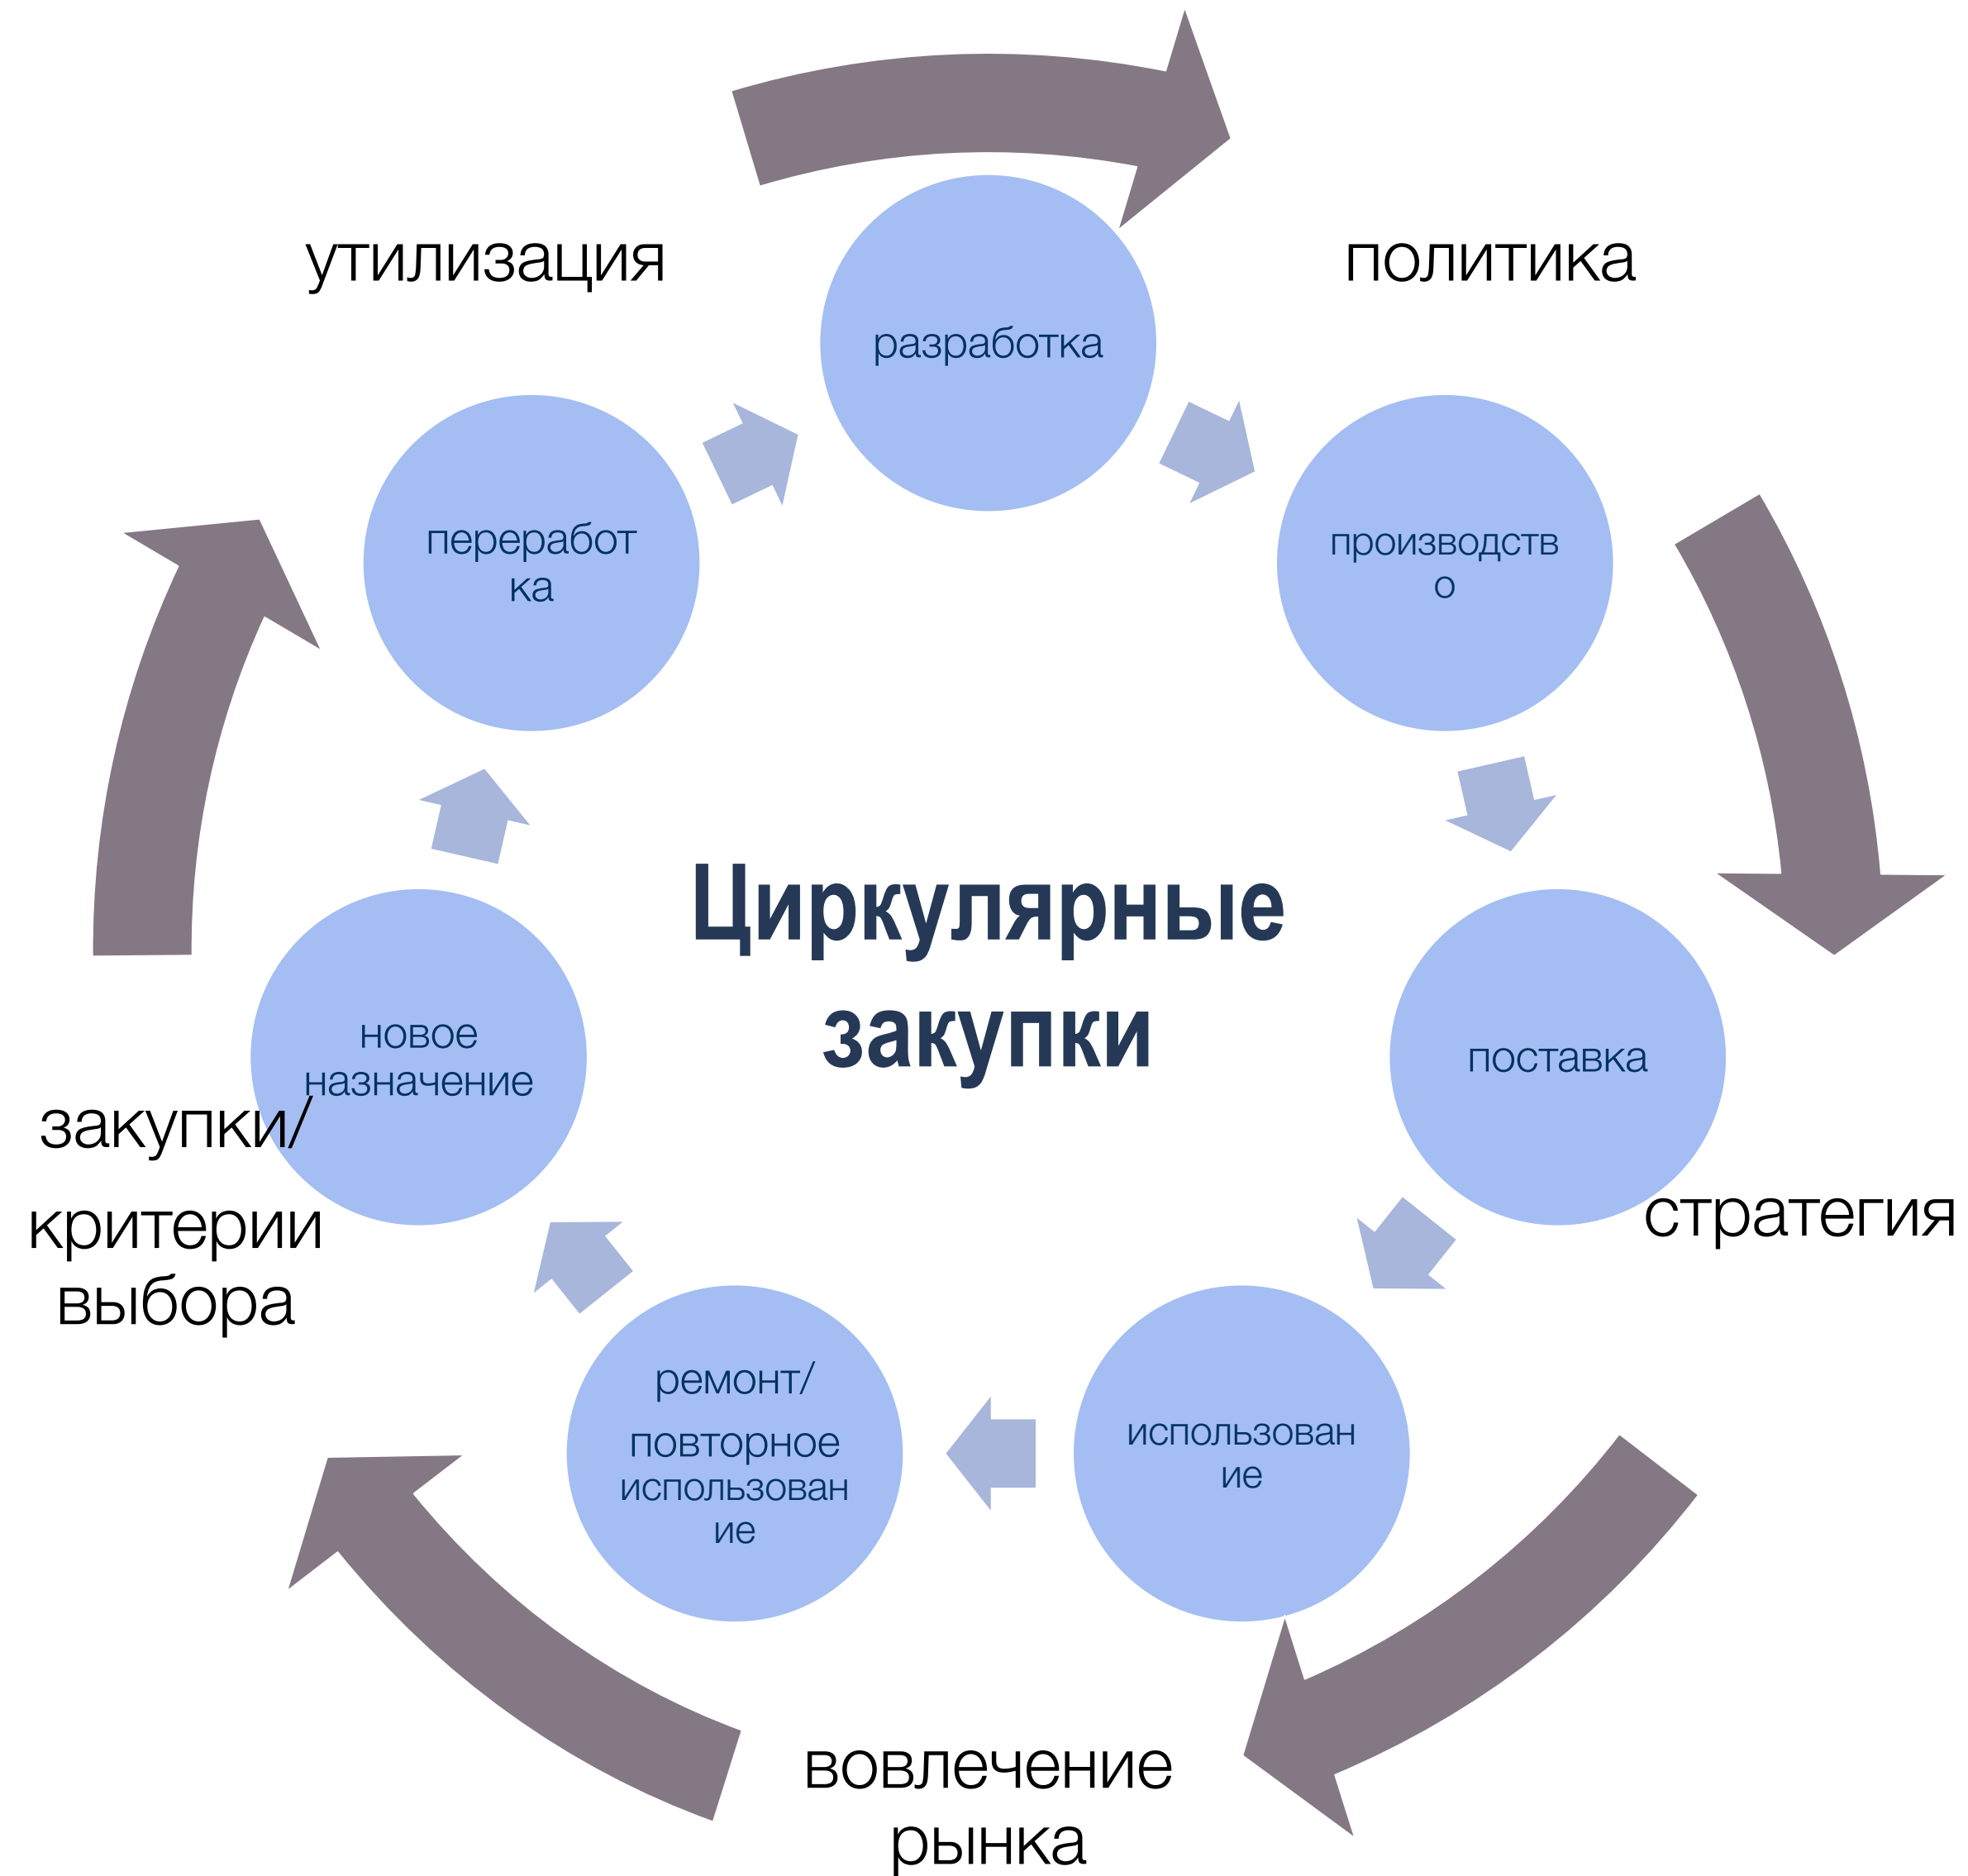 утилизация
политика
разработка
переработ
ка
производств
о
Циркулярные
закупки
новое
назначение
поставка
закупки/
критерии
выбора
стратегия
ремонт/
повторное
использован
ие
использован
ие
вовлечение
рынка